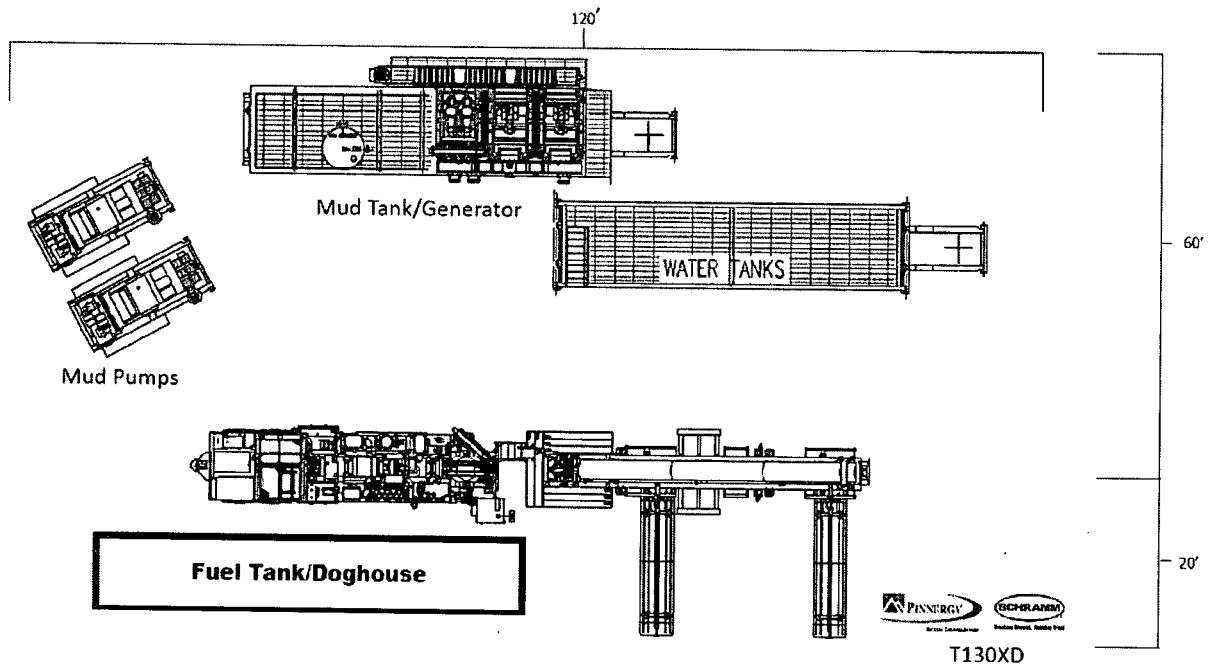 120'
Mud Tank/Generator
60'
WATER TANKS
Mud Pumps
Fuel Tank/Doghouse
20'
PINNERGY
SCHRAMM
T130XD